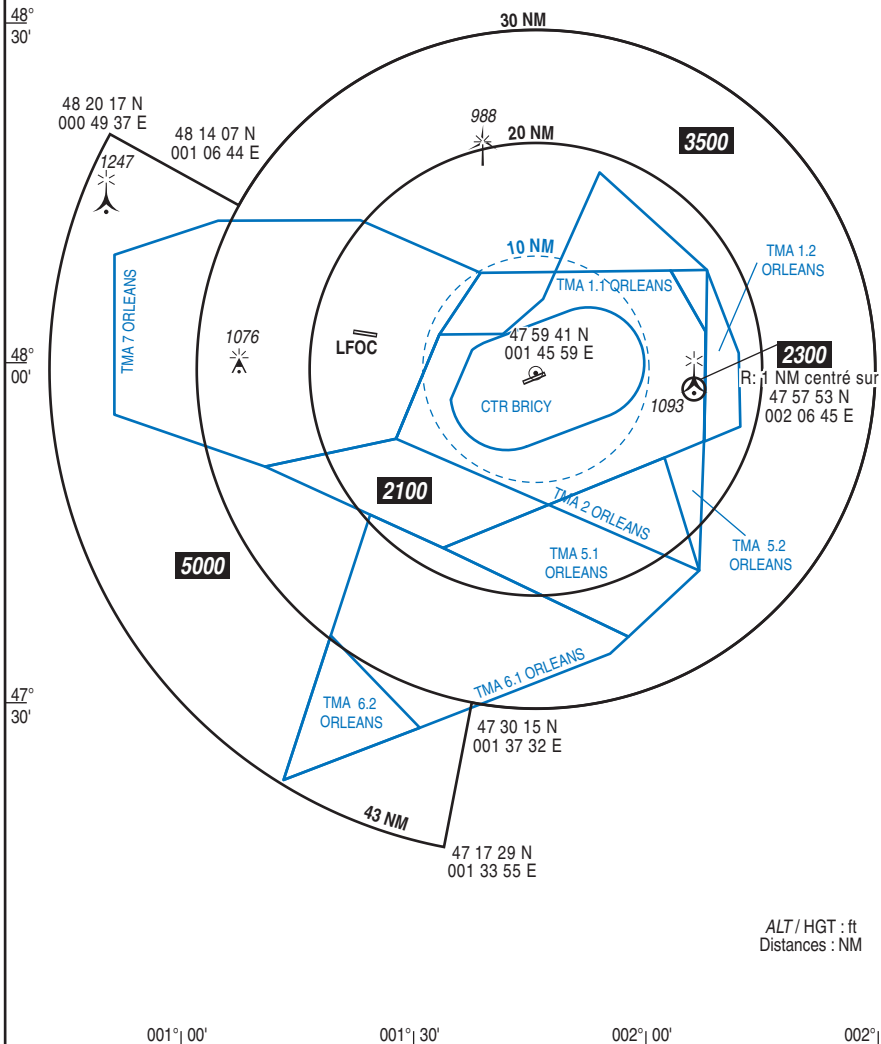 48°
30'
30 NM
48 20 17 N
000 49 37 E
48 14 07 N
001 06 44 E
988
20 NM
3500
1247
10 NM
TMA 1.2
ORLEANS
TMA 1.1 ORLEANS
TMA 7 ORLEANS
1076
LFOC
47 59 41 N
001 45 59 E
48°
00'
2300
R: 1 NM centré sur
47 57 53 N
002 06 45 E
1093
CTR BRICY
2100
TMA 2 ORLEANS
TMA 5.1
ORLEANS
TMA 5.2
ORLEANS
5000
TMA 6.1 ORLEANS
TMA 6.2
ORLEANS
47°
30'
47 30 15 N
001 37 32 E
43 NM
47 17 29 N
001 33 55 E
ALT / HGT : ft
Distances : NM
001° 00'
001° 30'
002° 00'
002°